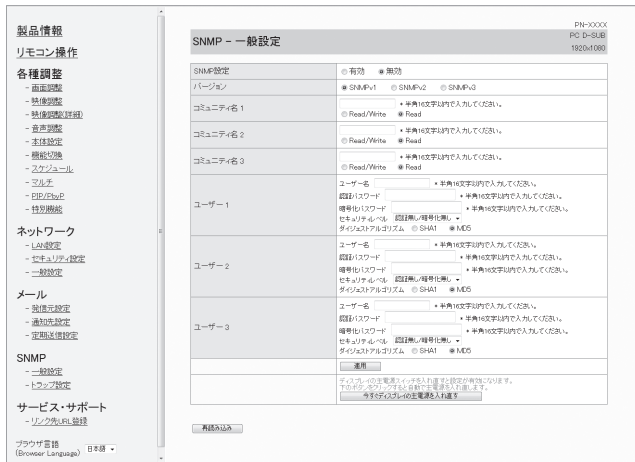 製品情報
リモコン操作
各種調整
- 画面調整
- 映像調整
- 映像調整(詳細)
- 音声調整
- 本体設定
- 機能切換
- スケジュール
- マルチ
- PIP/PbyP
- 特別機能
ネットワーク
- LAN設定
- セキュリティ設定
- 一般設定
メール
- 発信元設定
- 通知先設定
- 定期送信設定
SNMP
- 一般設定
- トラップ設定
サービス・サポート
- リンク先URL登録
ブラウザ言語
(Browser Language) 日本語
PN-XXXX
SNMP - 一般設定
PC D-SUB
1920x1080
SNMP設定 有効 無効
バージョン SNMPv1 SNMPv2 SNMPv3
コミュニティ名 1 * 半角16文字以内で入力してください。
Read/Write Read
コミュニティ名 2 * 半角16文字以内で入力してください。
Read/Write Read
コミュニティ名 3 * 半角16文字以内で入力してください。
Read/Write Read
ユーザー 1
ユーザー名 * 半角16文字以内で入力してください。
認証パスワード * 半角16文字以内で入力してください。
暗号化パスワード * 半角16文字以内で入力してください。
セキュリティレベル 認証無し/暗号化無し
ダイジェストアルゴリズム SHA1 MD5
ユーザー 2
ユーザー名 * 半角16文字以内で入力してください。
認証パスワード * 半角16文字以内で入力してください。
暗号化パスワード * 半角16文字以内で入力してください。
セキュリティレベル 認証無し/暗号化無し
ダイジェストアルゴリズム SHA1 MD5
ユーザー 3
ユーザー名 * 半角16文字以内で入力してください。
認証パスワード * 半角16文字以内で入力してください。
暗号化パスワード * 半角16文字以内で入力してください。
セキュリティレベル 認証無し/暗号化無し
ダイジェストアルゴリズム SHA1 MD5
適用
ディスプレイの主電源スイッチを入れ直すと設定が有効になります。
下のボタンをクリックすると自動で主電源を入れ直します。
今すぐディスプレイの主電源を入れ直す
再読み込み